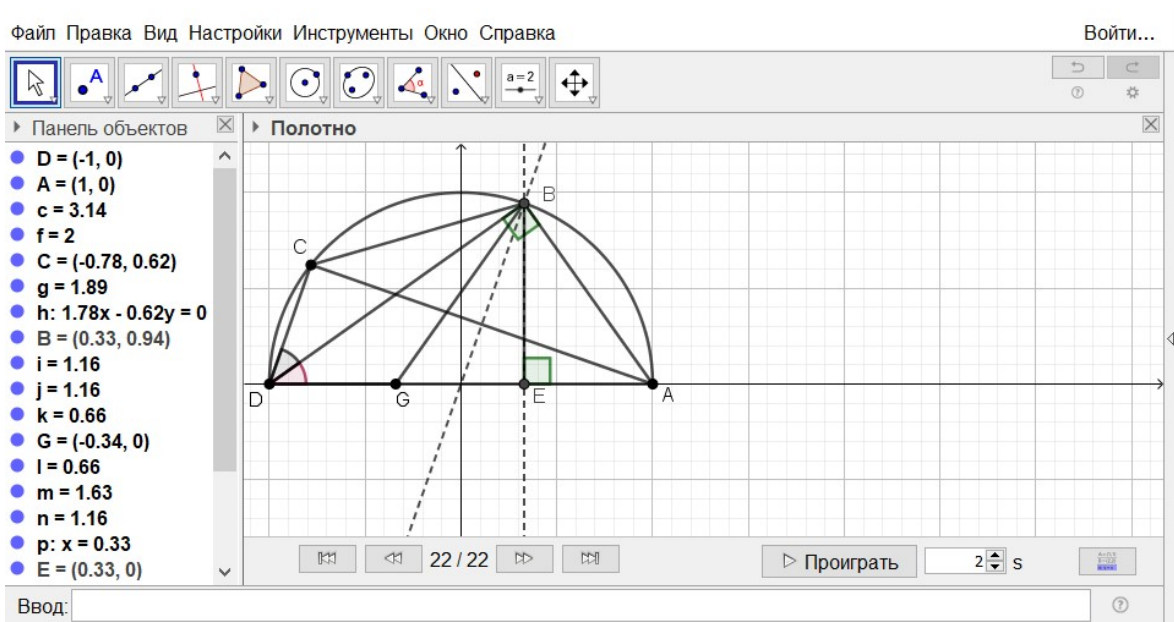 Файл Правка Вид Настройки Инструменты Окно Справка Войти...
A α a = 2
Панель объектов
Полотно
D = (-1, 0)
A = (1, 0)
c = 3.14
f = 2
C = (-0.78, 0.62)
g = 1.89
h: 1.78x - 0.62y = 0
B = (0.33, 0.94)
i = 1.16
j = 1.16
k = 0.66
G = (-0.34, 0)
l = 0.66
m = 1.63
n = 1.16
p: x = 0.33
E = (0.33, 0)
B
C
D G E A
22 / 22 Проиграть 2 s
Ввод: